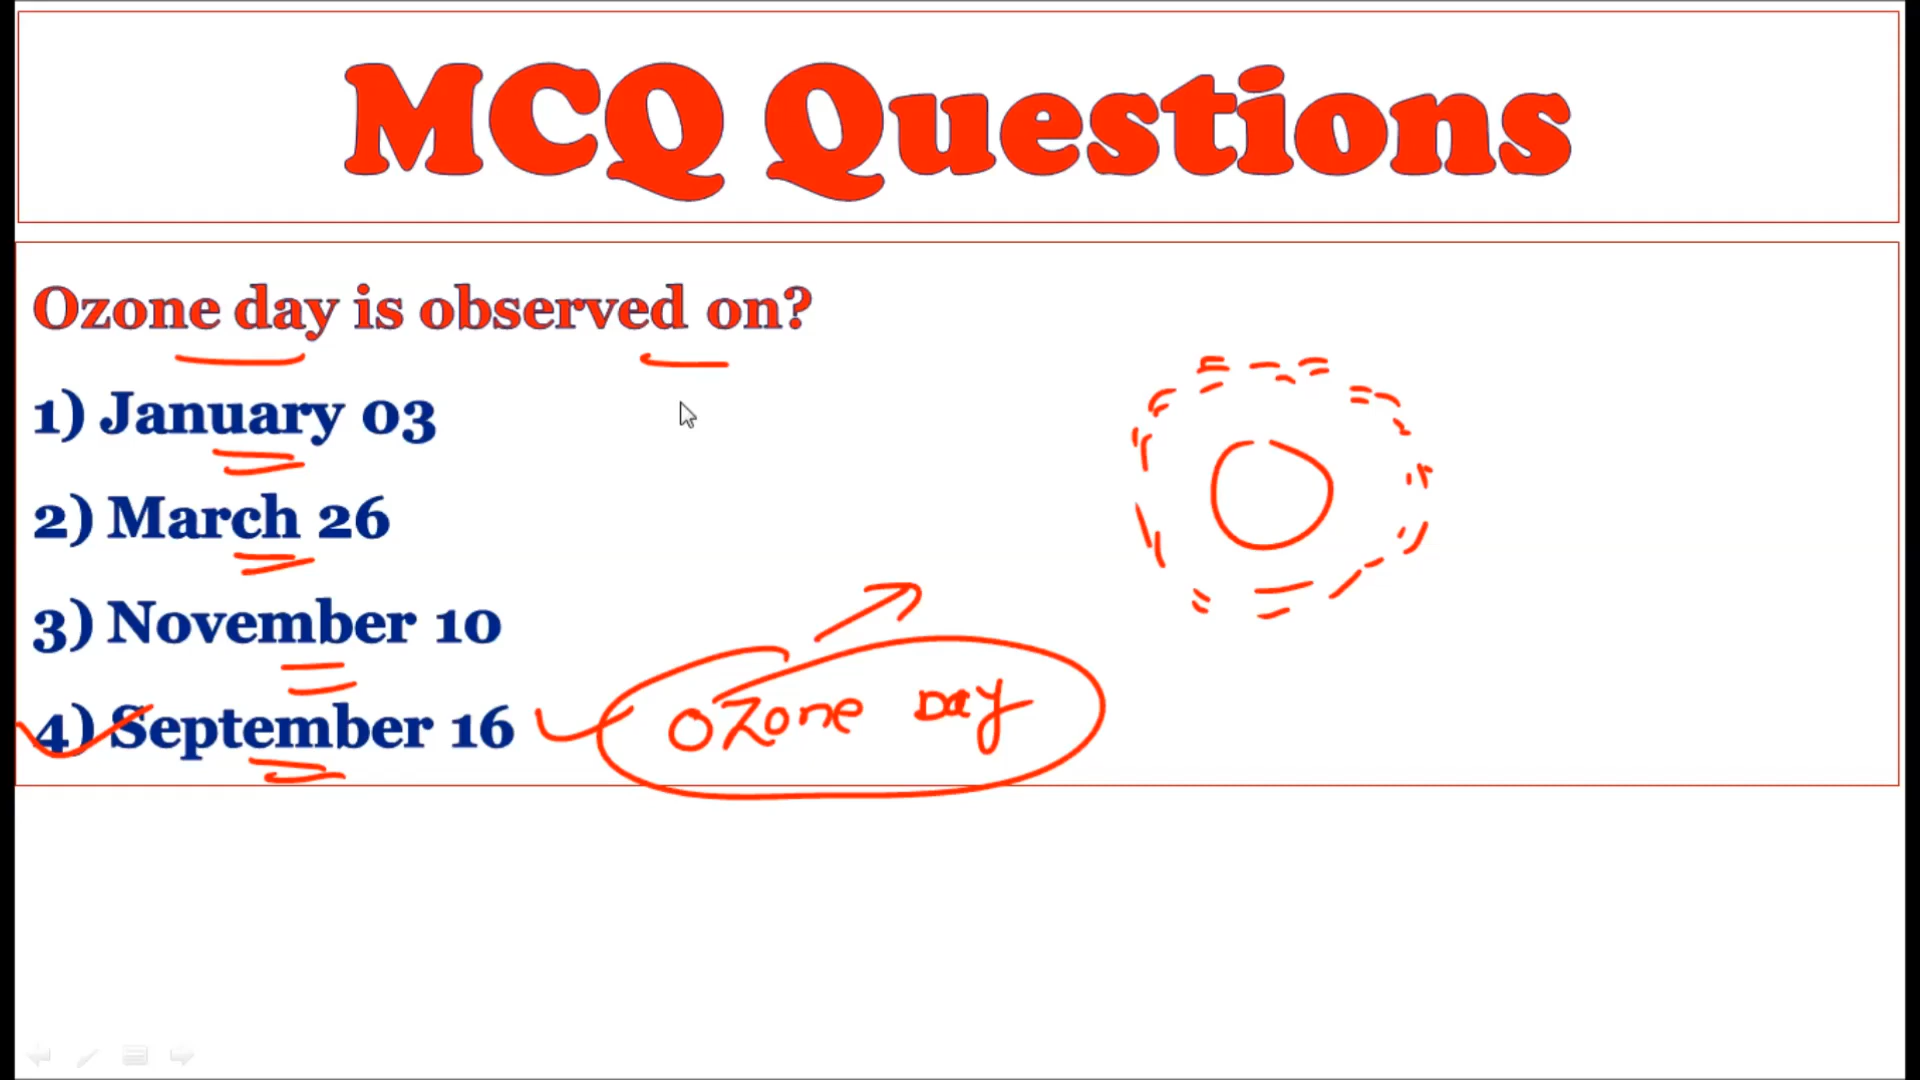 MCQ Questions
Ozone day is observed on?
1) January 03
2) March 26
3) November 10
4) September 16
OZone Day